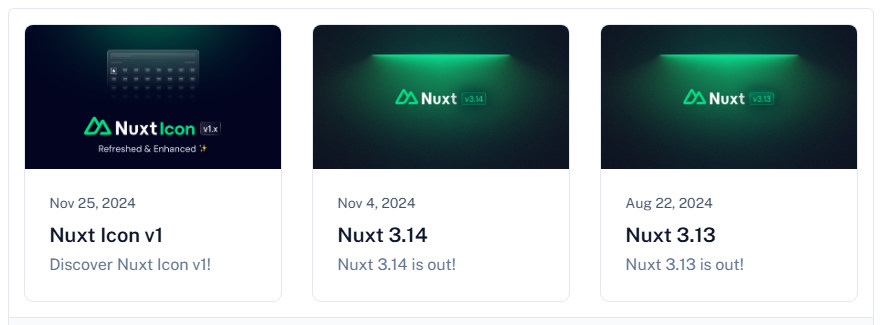 Nuxt Icon v1.x
Refreshed & Enhanced ✨
Nov 25, 2024
Nuxt Icon v1
Discover Nuxt Icon v1!
Nuxt v3.14
Nov 4, 2024
Nuxt 3.14
Nuxt 3.14 is out!
Nuxt v3.13
Aug 22, 2024
Nuxt 3.13
Nuxt 3.13 is out!